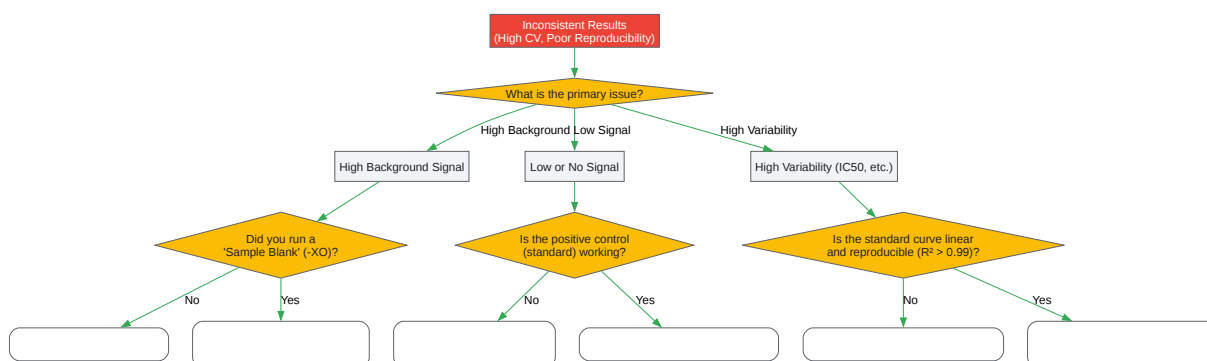 Inconsistent Results
(High CV, Poor Reproducibility)
What is the primary issue?
High Background
Low Signal
High Variability
High Background Signal
Low or No Signal
High Variability (IC50, etc.)
Did you run a
'Sample Blank' (-XO)?
Is the positive control
(standard) working?
Is the standard curve linear
and reproducible (R² > 0.99)?
No
Yes
No
Yes
No
Yes